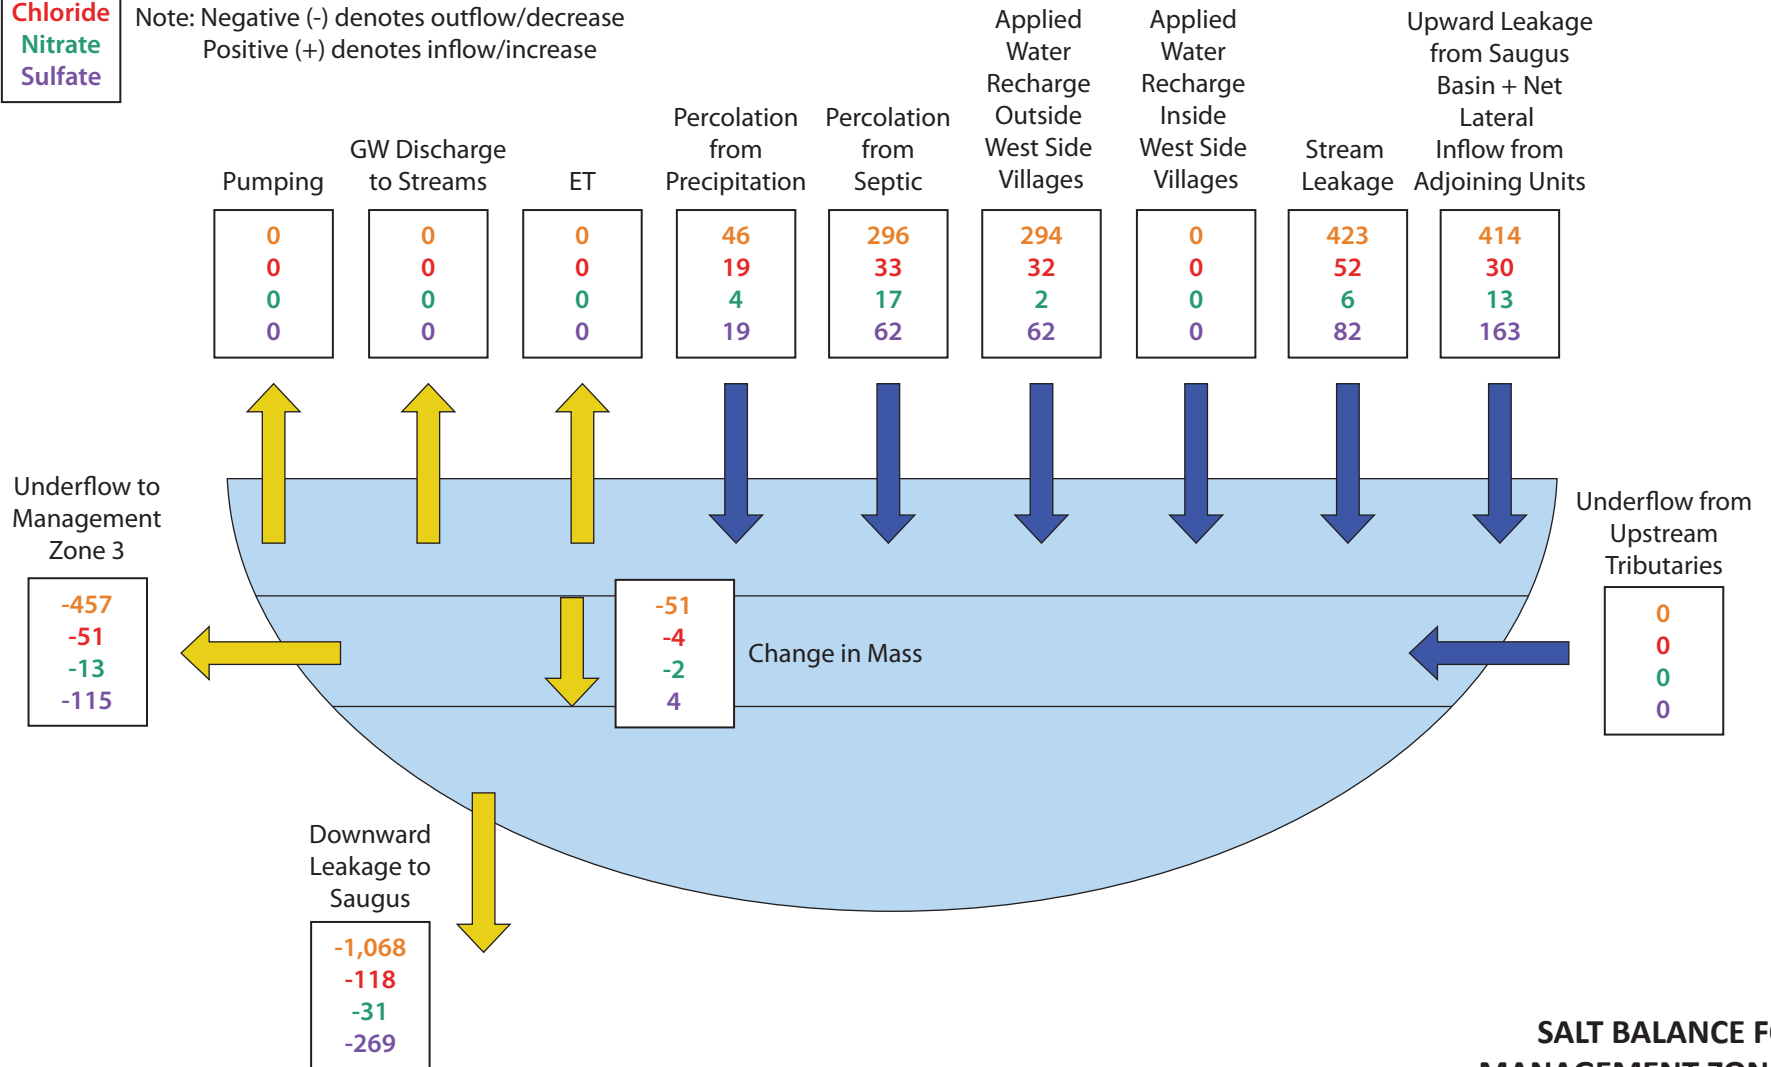 Chloride
Nitrate
Sulfate
Note: Negative (-) denotes outflow/decrease
Positive (+) denotes inflow/increase
Pumping
0
0
0
0
GW Discharge
to Streams
0
0
0
0
ET
0
0
0
0
Percolation
from
Precipitation
46
19
4
19
Percolation
from
Septic
296
33
17
62
Applied
Water
Recharge
Outside
West Side
Villages
294
32
2
62
Applied
Water
Recharge
Inside
West Side
Villages
0
0
0
0
Stream
Leakage
423
52
6
82
Upward Leakage
from Saugus
Basin + Net
Lateral
Inflow from
Adjoining Units
414
30
13
163
Underflow to
Management
Zone 3
-457
-51
-13
-115
-51
-4
-2
4
Change in Mass
Underflow from
Upstream
Tributaries
0
0
0
0
Downward
Leakage to
Saugus
-1,068
-118
-31
-269
SALT BALANCE
MANAGEMENT